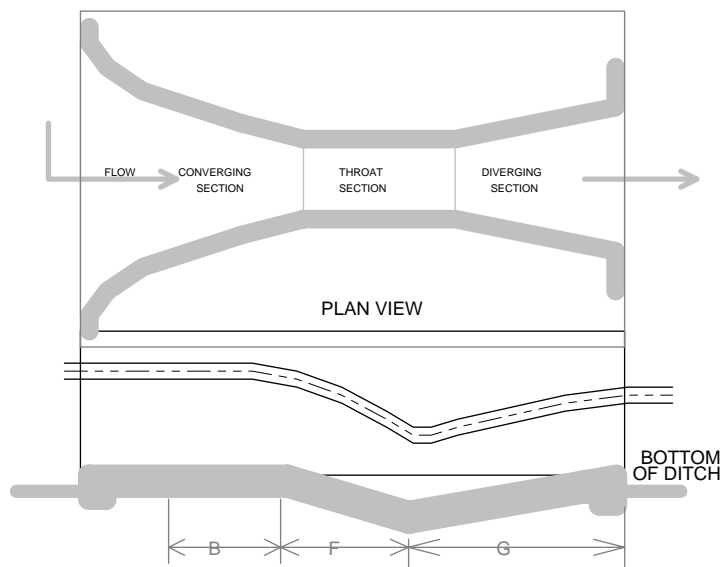 FLOW
CONVERGING
SECTION
THROAT
SECTION
DIVERGING
SECTION
PLAN VIEW
BOTTOM
OF DITCH
B
F
G